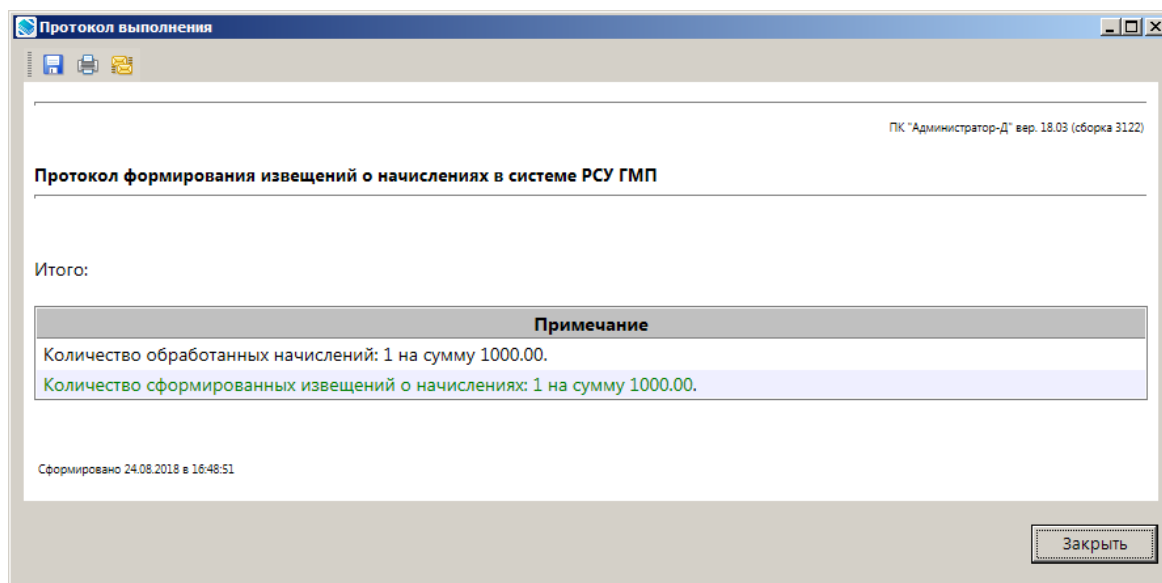 Протокол выполнения
ПК "Администратор-Д" вер. 18.03 (сборка 3122)
Протокол формирования извещений о начислениях в системе РСУ ГМП
Итого:
Примечание
Количество обработанных начислений: 1 на сумму 1000.00.
Количество сформированных извещений о начислениях: 1 на сумму 1000.00.
Сформировано 24.08.2018 в 16:48:51
Закрыть